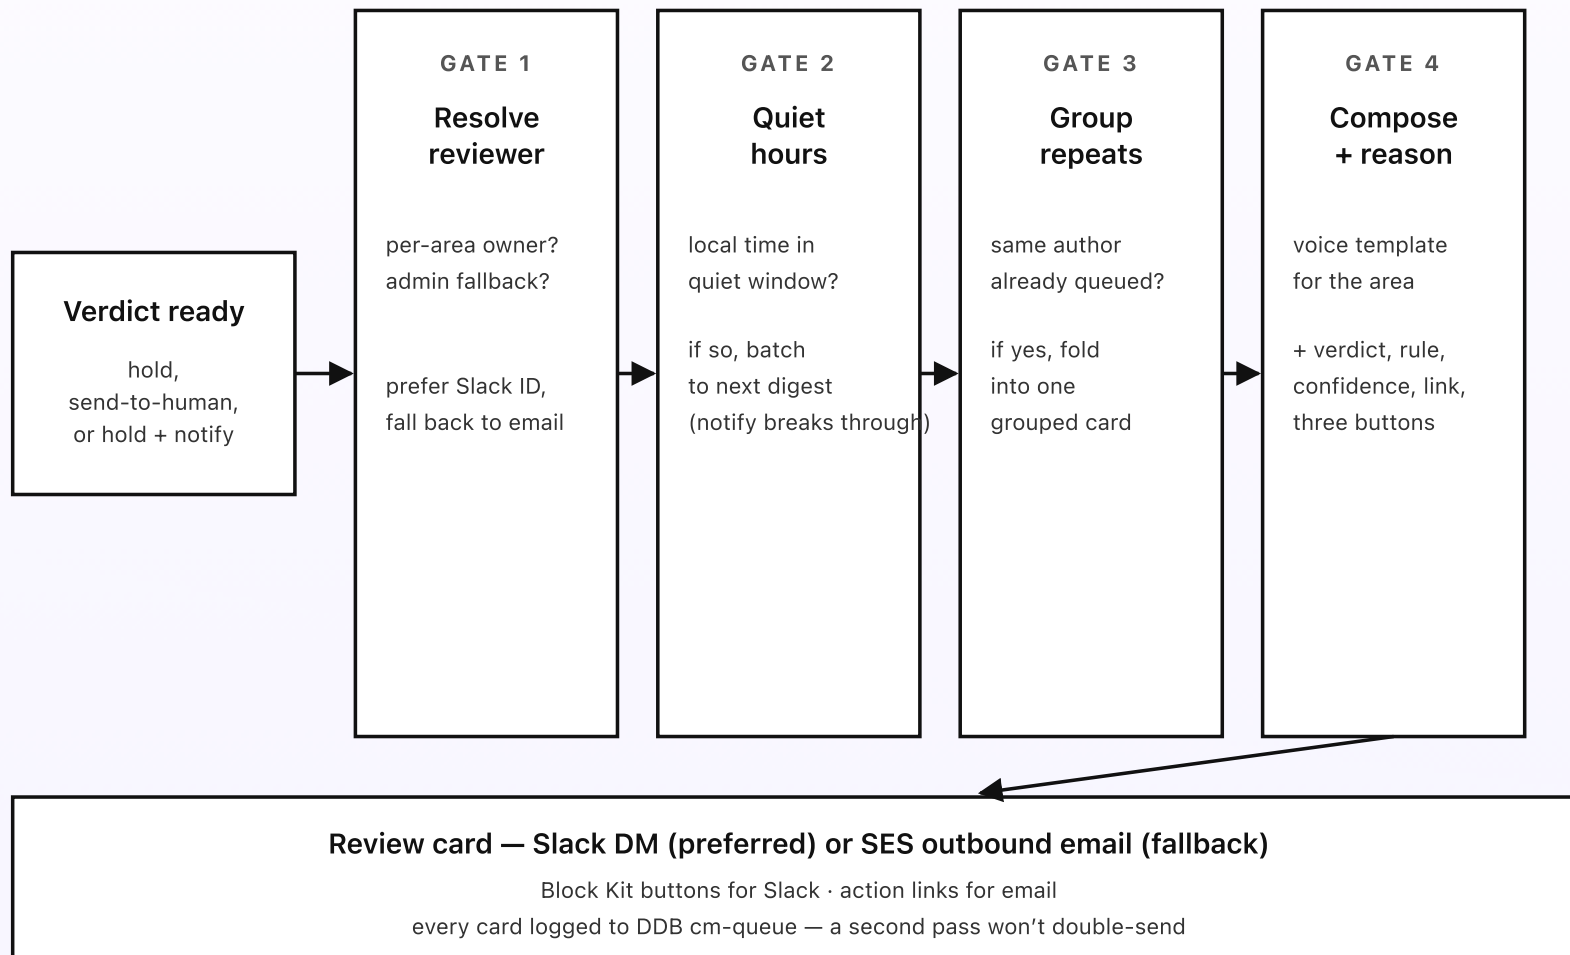 Verdict ready
hold,
send-to-human,
or hold + notify
GATE 1
Resolve
reviewer
per-area owner?
admin fallback?
prefer Slack ID,
fall back to email
GATE 2
Quiet
hours
local time in
quiet window?
if so, batch
to next digest
(notify breaks through)
GATE 3
Group
repeats
same author
already queued?
if yes, fold
into one
grouped card
GATE 4
Compose
+ reason
voice template
for the area
+ verdict, rule,
confidence, link,
three buttons
Review card — Slack DM (preferred) or SES outbound email (fallback)
Block Kit buttons for Slack · action links for email
every card logged to DDB cm-queue — a second pass won’t double-send